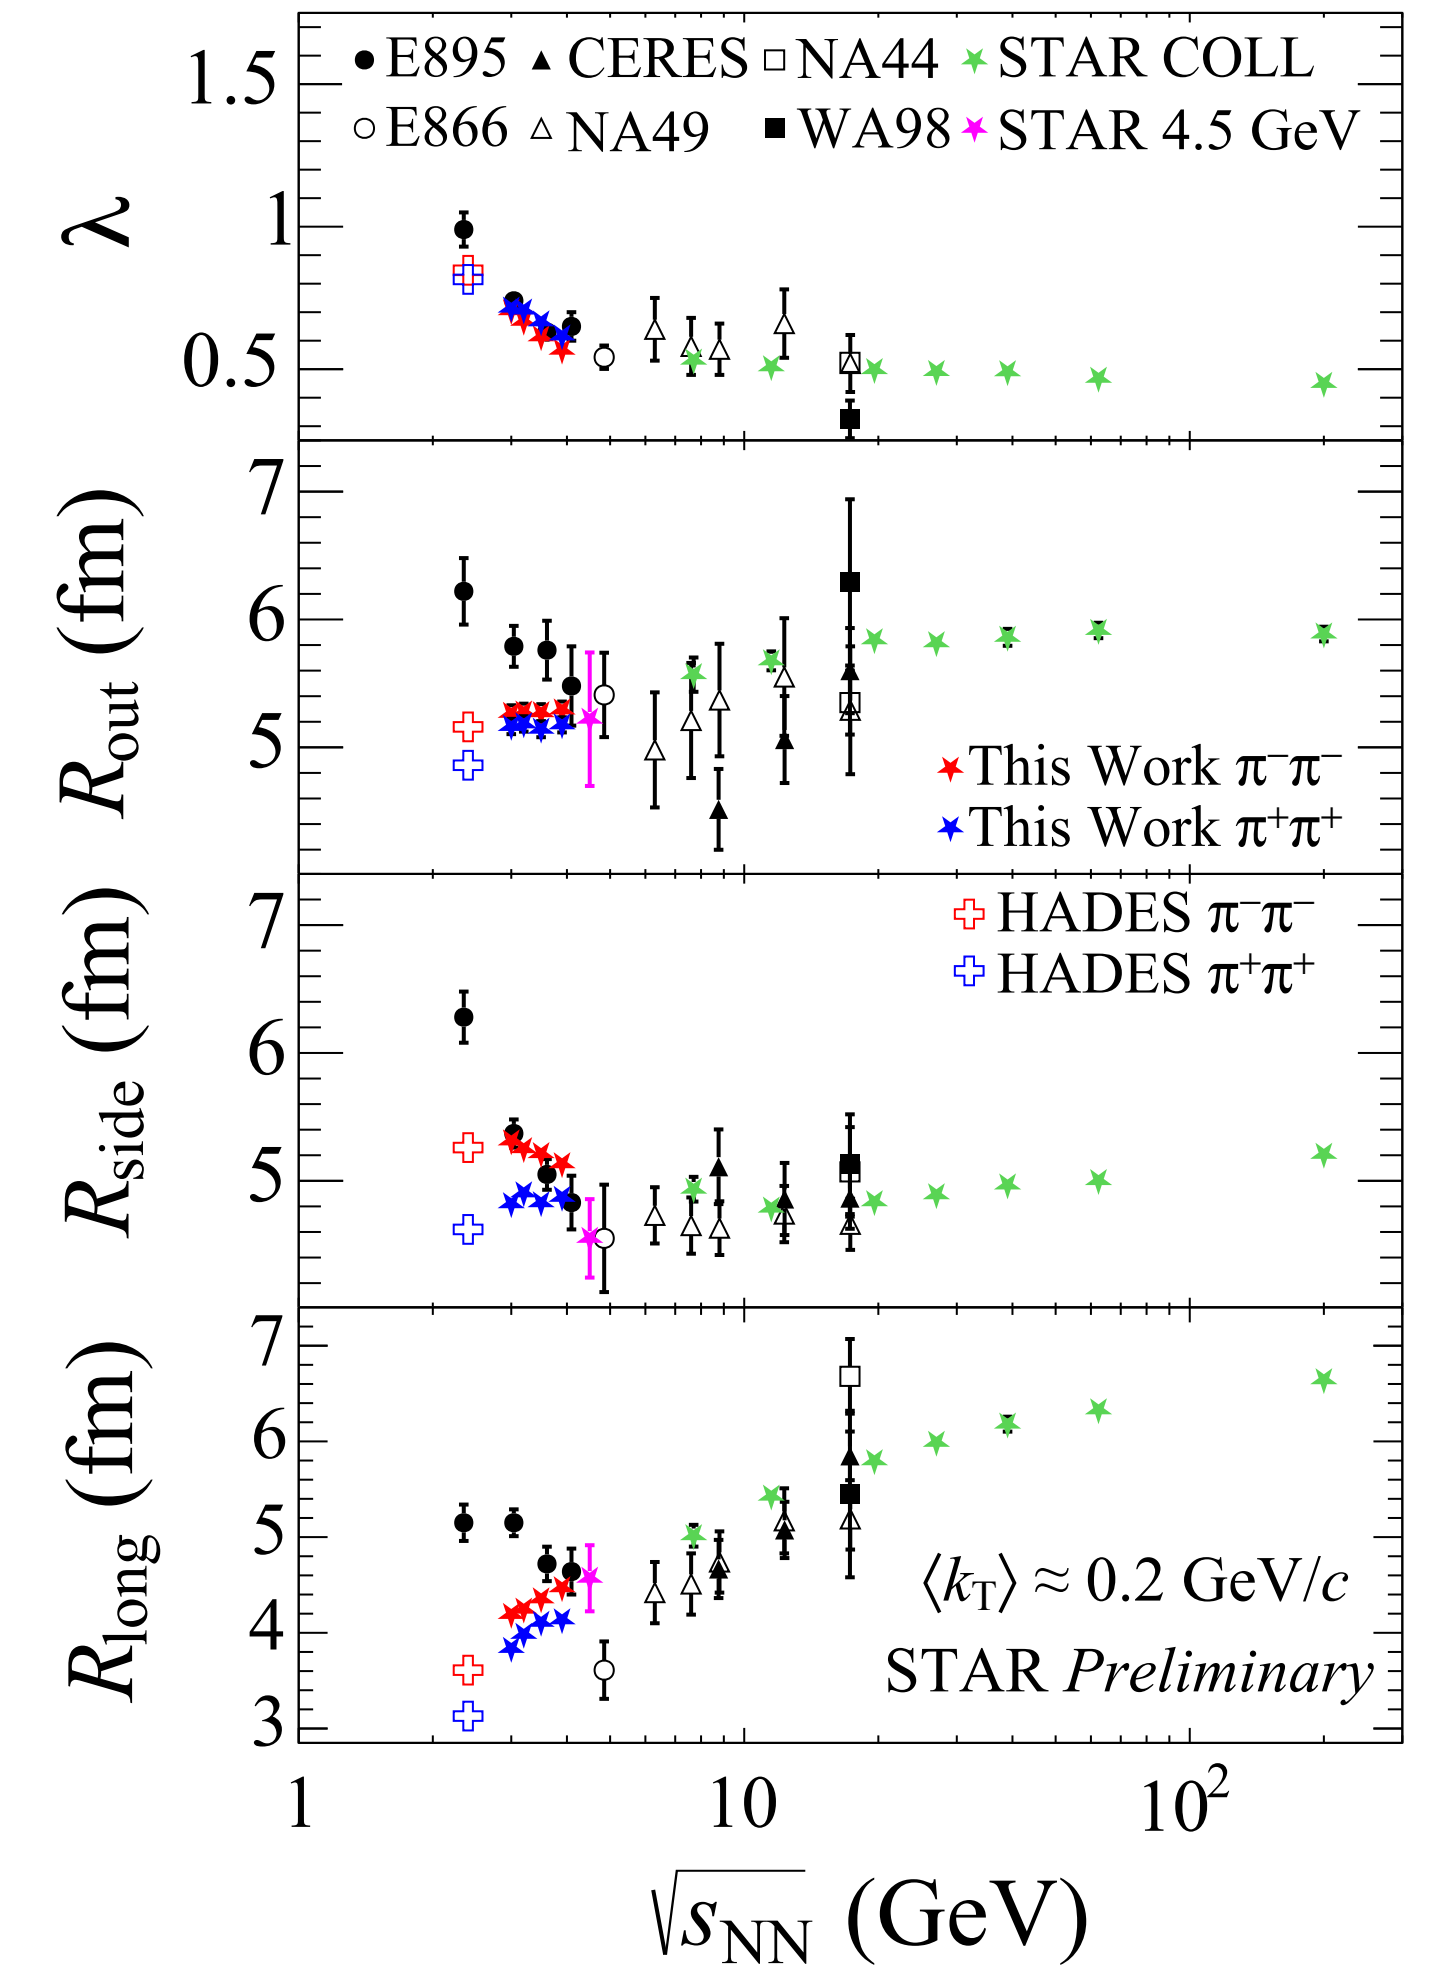 E895 CERES NA44 STAR COLL
E866 NA49 WA98 STAR 4.5 GeV
1.5
1
0.5
λ
7
6
5
R_out (fm)
This Work π⁻π⁻
This Work π⁺π⁺
HADES π⁻π⁻
HADES π⁺π⁺
7
6
5
R_side (fm)
7
6
5
4
3
R_long (fm)
⟨k_T⟩ ≈ 0.2 GeV/c
STAR Preliminary
1 10 10²
√s_NN (GeV)